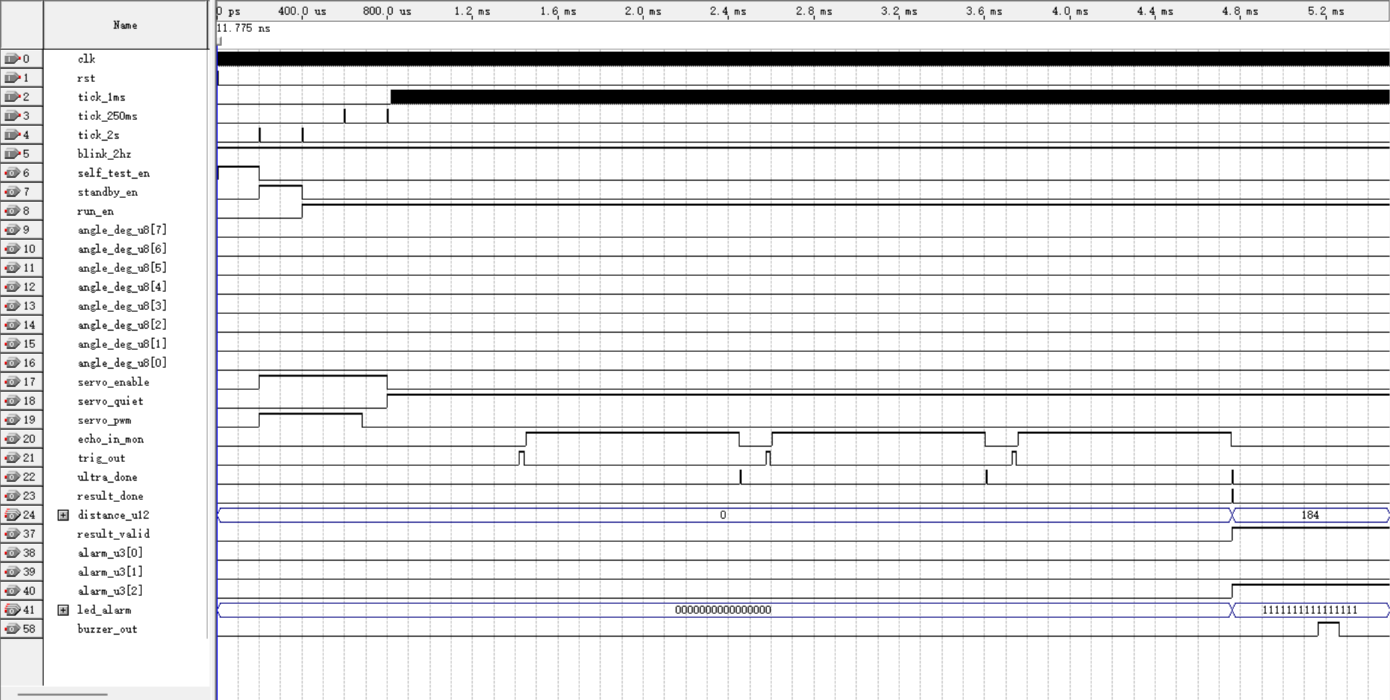 Name
0 ps 400.0 us 800.0 us 1.2 ms 1.6 ms 2.0 ms 2.4 ms 2.8 ms 3.2 ms 3.6 ms 4.0 ms 4.4 ms 4.8 ms 5.2 ms
11.775 ns
0 clk
1 rst
2 tick_1ms
3 tick_250ms
4 tick_2s
5 blink_2hz
6 self_test_en
7 standby_en
8 run_en
9 angle_deg_u8[7]
10 angle_deg_u8[6]
11 angle_deg_u8[5]
12 angle_deg_u8[4]
13 angle_deg_u8[3]
14 angle_deg_u8[2]
15 angle_deg_u8[1]
16 angle_deg_u8[0]
17 servo_enable
18 servo_quiet
19 servo_pwm
20 echo_in_mon
21 trig_out
22 ultra_done
23 result_done
24 distance_u12 0 184
37 result_valid
38 alarm_u3[0]
39 alarm_u3[1]
40 alarm_u3[2]
41 led_alarm 0000000000000000 1111111111111111
58 buzzer_out